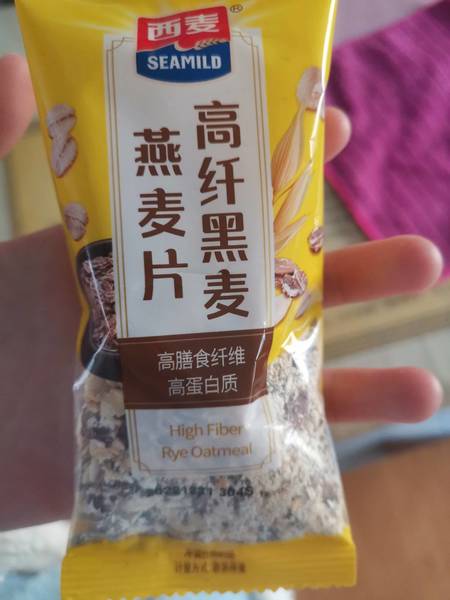 西麦®
SEAMILD
高纤黑麦
燕麦片
高膳食纤维
高蛋白质
High Fiber
Rye Oatmeal